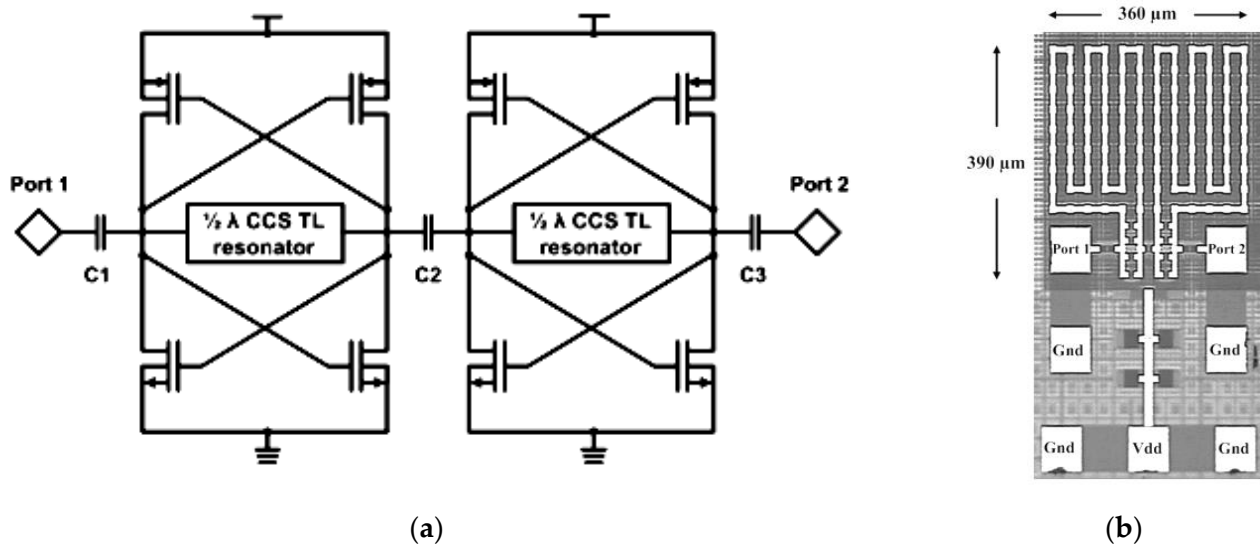 360 µm
390 µm
Port 1
Port 2
½ λ CCS TL
resonator
½ λ CCS TL
resonator
C1
C2
C3
Port 1
Port 2
Gnd
Gnd
Gnd
Vdd
Gnd
(a)
(b)